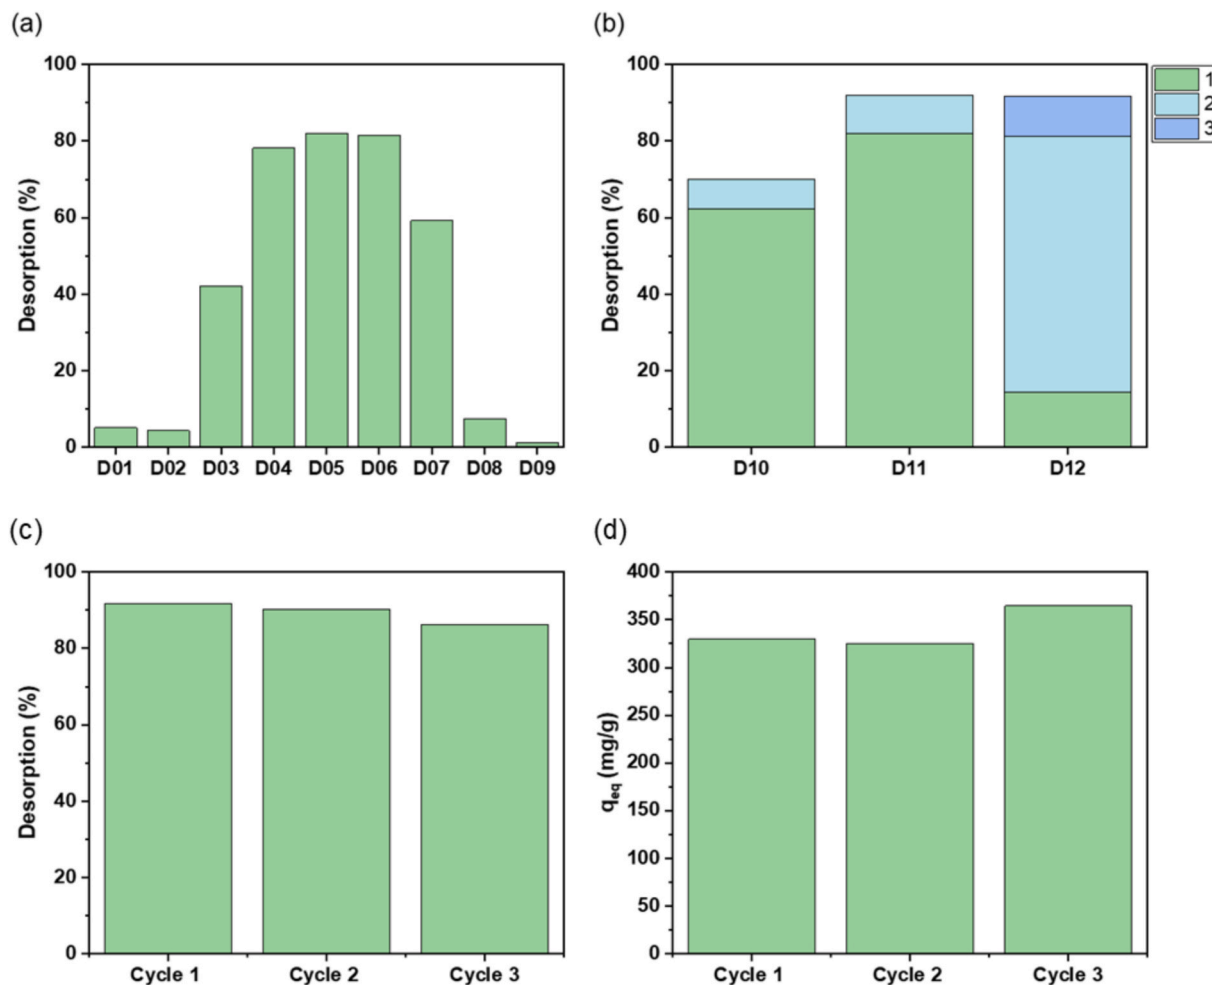 (a)
100
80
60
40
20
0
Desorption (%)
D01 D02 D03 D04 D05 D06 D07 D08 D09
(b)
100
80
60
40
20
0
Desorption (%)
D10 D11 D12
1
2
3
(c)
100
80
60
40
20
0
Desorption (%)
Cycle 1 Cycle 2 Cycle 3
(d)
400
350
300
250
200
150
100
50
0
qeq (mg/g)
Cycle 1 Cycle 2 Cycle 3